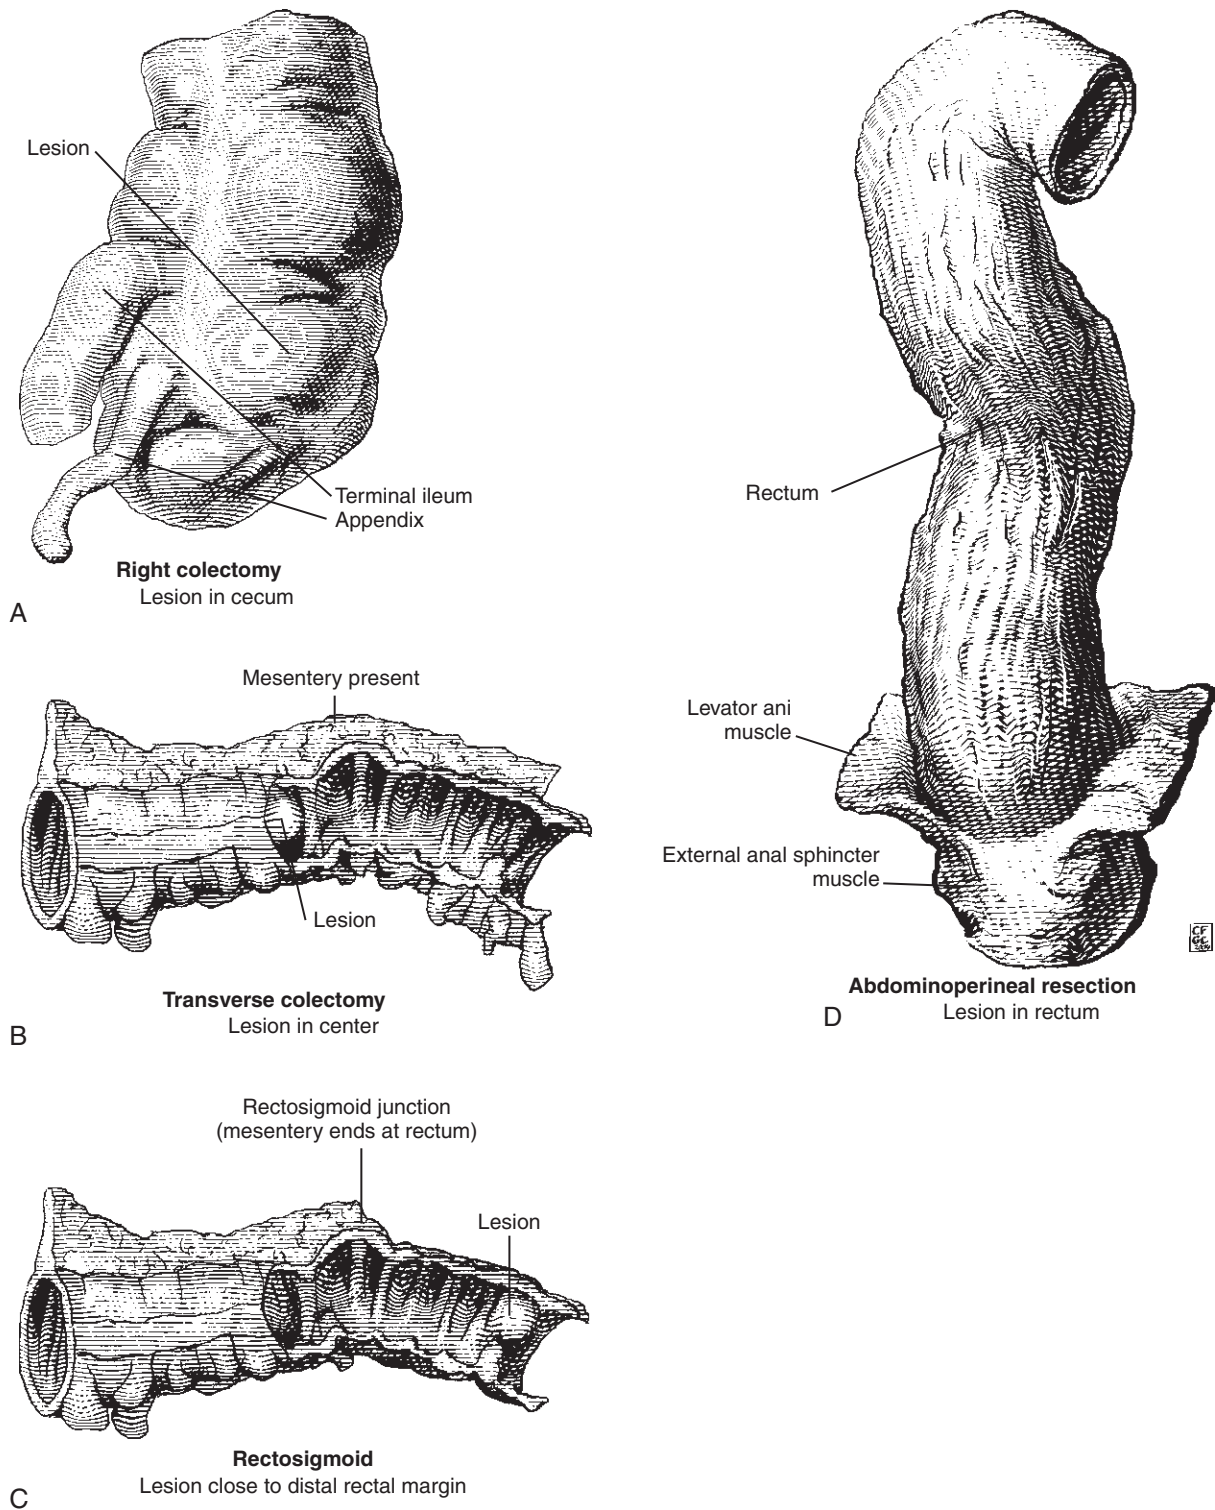 Lesion
Terminal ileum
Appendix
Right colectomy
Lesion in cecum
A
Mesentery present
Lesion
Transverse colectomy
Lesion in center
B
Rectosigmoid junction
(mesentery ends at rectum)
Lesion
Rectosigmoid
Lesion close to distal rectal margin
C
Rectum
Levator ani
muscle
External anal sphincter
muscle
Abdominoperineal resection
Lesion in rectum
D
CF
GC